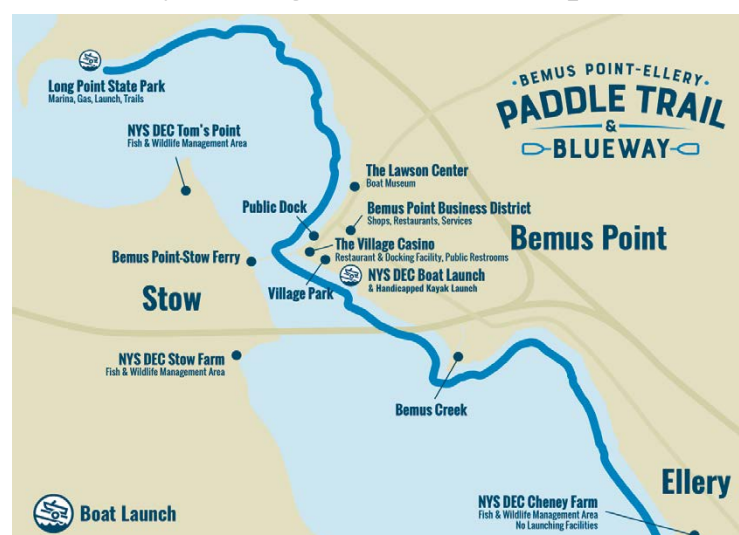 BEMUS POINT-ELLERY
PADDLE TRAIL
&
BLUEWAY
Long Point State Park
Marina, Gas, Launch, Trails
NYS DEC Tom's Point
Fish & Wildlife Management Area
The Lawson Center
Boat Museum
Public Dock
Bemus Point Business District
Shops, Restaurants, Services
Bemus Point
The Village Casino
Restaurant & Docking Facility, Public Restrooms
Bemus Point-Stow Ferry
NYS DEC Boat Launch
& Handicapped Kayak Launch
Village Park
Stow
NYS DEC Stow Farm
Fish & Wildlife Management Area
Bemus Creek
Ellery
NYS DEC Cheney Farm
Fish & Wildlife Management Area
No Launching Facilities
Boat Launch